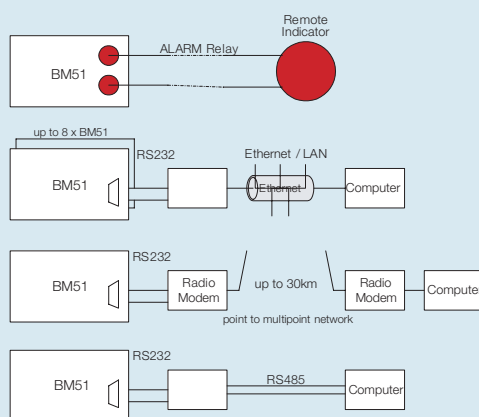 Remote
Indicator
ALARM Relay
BM51
up to 8 x BM51
RS232
Ethernet / LAN
BM51
Ethernet
Computer
RS232
BM51
Radio
Modem
up to 30km
Radio
Modem
Compute
point to multipoint network
RS232
BM51
RS485
Computer